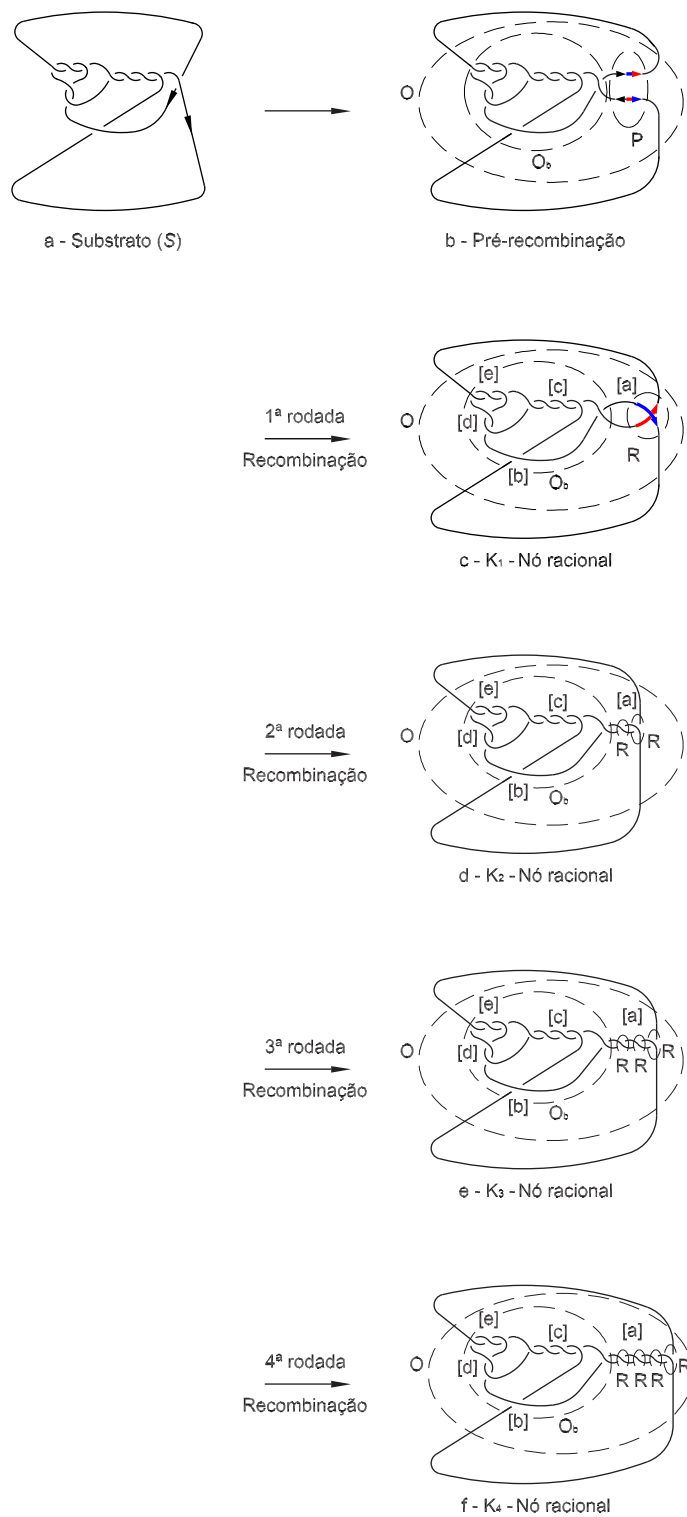 O
P
Ob
a - Substrato (S)
b - Pré-recombinação
1ª rodada
Recombinação
[e]
[c]
[a]
[d]
O
R
[b]
Ob
c - K1 - Nó racional
2ª rodada
Recombinação
[e]
[c]
[a]
[d]
O
R
R
[b]
Ob
d - K2 - Nó racional
3ª rodada
Recombinação
[e]
[c]
[a]
[d]
O
R R
R
[b]
Ob
e - K3 - Nó racional
4ª rodada
Recombinação
[e]
[c]
[a]
[d]
O
R R R
R
[b]
Ob
f - K4 - Nó racional